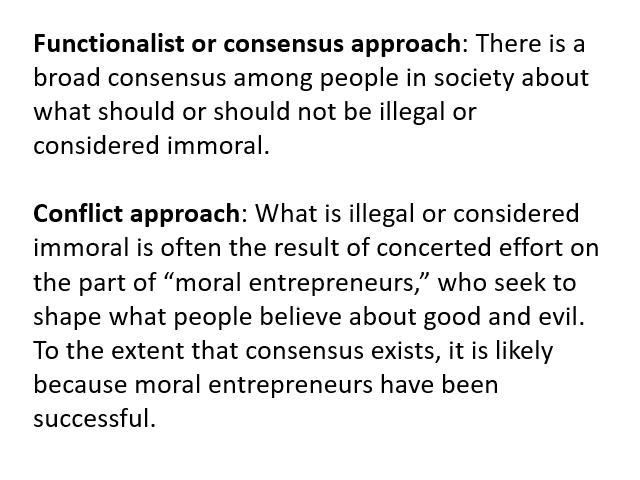 Functionalist or consensus approach: There is a
broad consensus among people in society about
what should or should not be illegal or
considered immoral.
Conflict approach: What is illegal or considered
immoral is often the result of concerted effort on
the part of “moral entrepreneurs,” who seek to
shape what people believe about good and evil.
To the extent that consensus exists, it is likely
because moral entrepreneurs have been
successful.